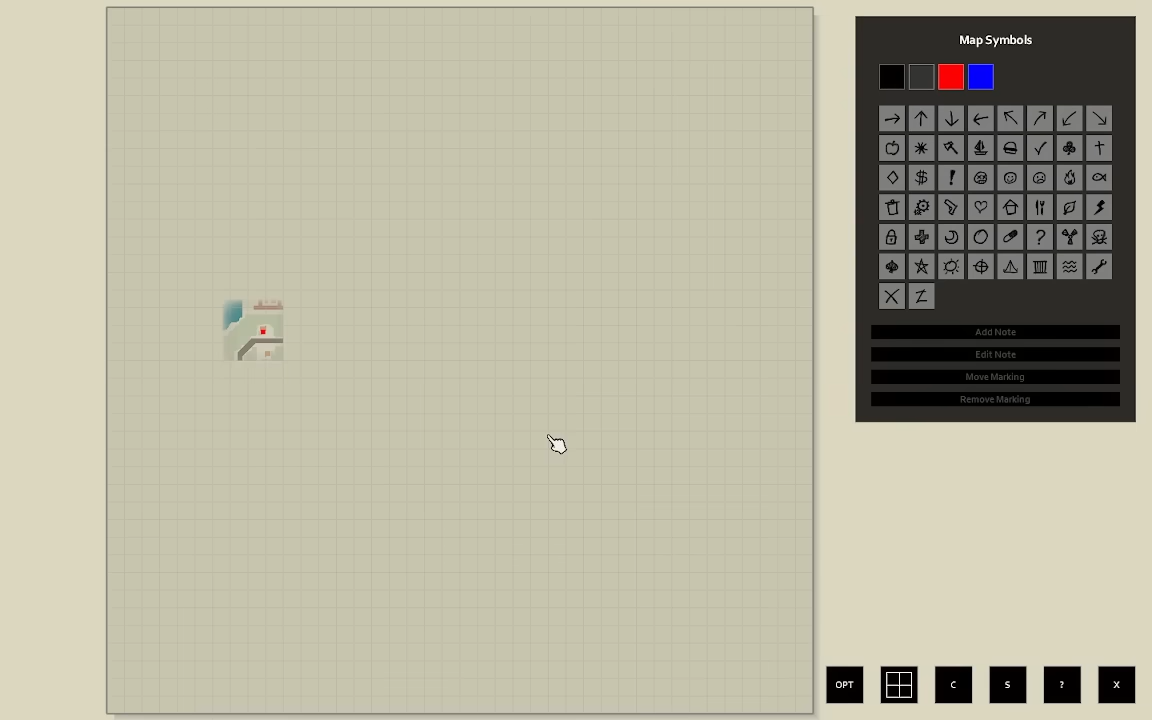 Map Symbols
Add Note
Edit Note
Move Marking
Remove Marking
OPT
C
S
?
X